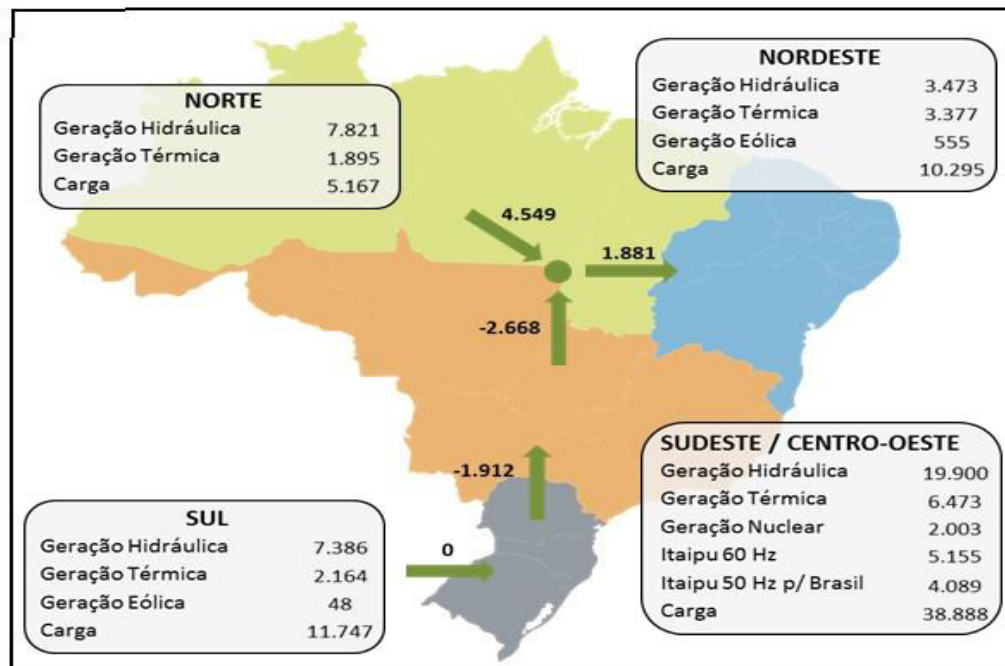 NORTE
Geração Hidráulica 7.821
Geração Térmica 1.895
Carga 5.167
NORDESTE
Geração Hidráulica 3.473
Geração Térmica 3.377
Geração Eólica 555
Carga 10.295
4.549
1.881
-2.668
-1.912
0
SUL
Geração Hidráulica 7.386
Geração Térmica 2.164
Geração Eólica 48
Carga 11.747
SUDESTE / CENTRO-OESTE
Geração Hidráulica 19.900
Geração Térmica 6.473
Geração Nuclear 2.003
Itaipu 60 Hz 5.155
Itaipu 50 Hz p/ Brasil 4.089
Carga 38.888